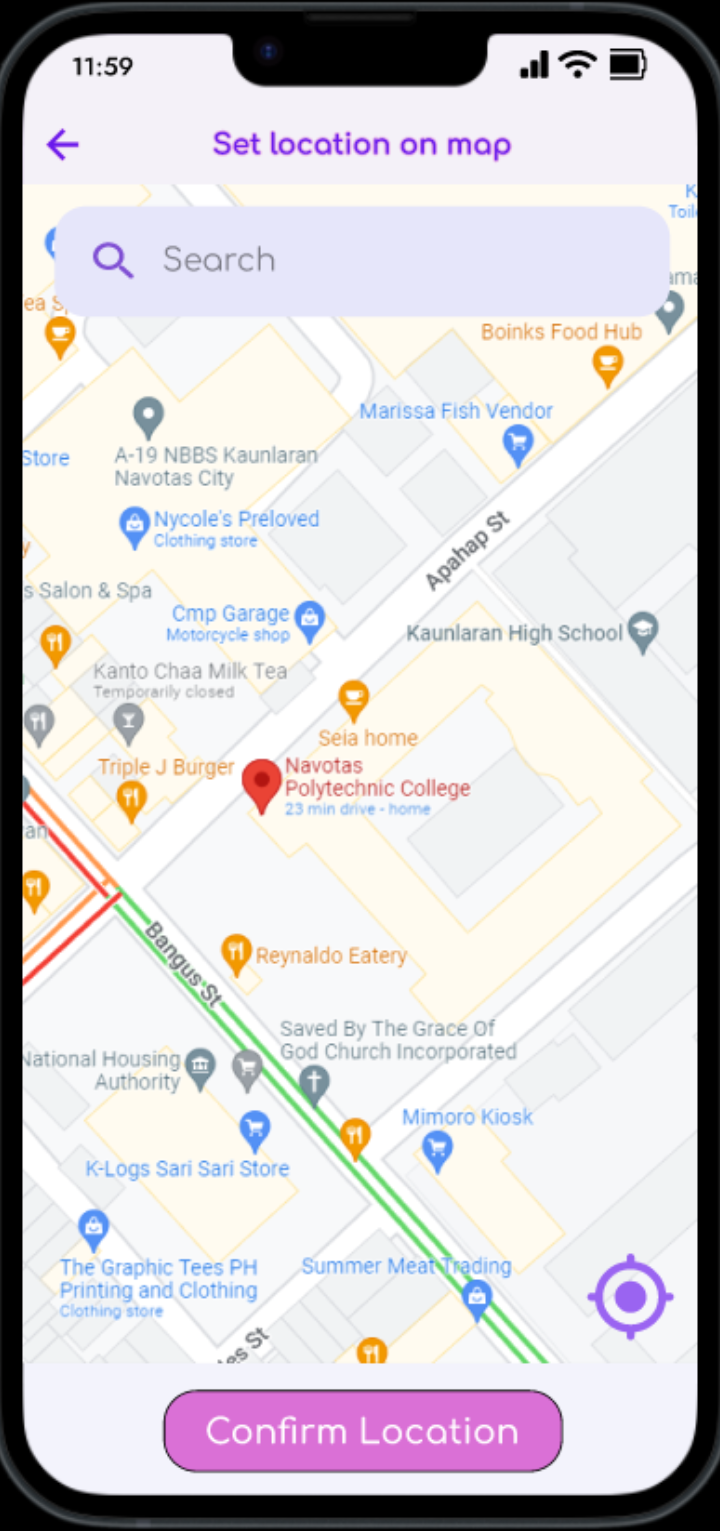 11:59
Set location on map
Search
K
Toil
ea S
ama
Boinks Food Hub
Marissa Fish Vendor
Store
A-19 NBBS Kaunlaran
Navotas City
Nycole's Preloved
Clothing store
Apahap St
y
s Salon & Spa
Cmp Garage
Motorcycle shop
Kaunlaran High School
Kanto Chaa Milk Tea
Temporarily closed
Seia home
Triple J Burger
Navotas
Polytechnic College
23 min drive - home
an
Bangus St
Reynaldo Eatery
Saved By The Grace Of
God Church Incorporated
National Housing
Authority
Mimoro Kiosk
K-Logs Sari Sari Store
The Graphic Tees PH
Printing and Clothing
Clothing store
Summer Meat Trading
les St
Confirm Location